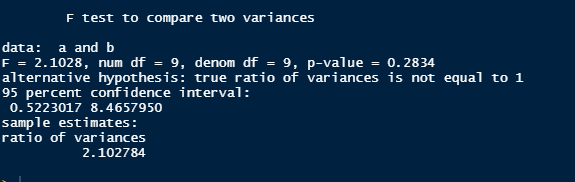 F test to compare two variances
data:  a and b
F = 2.1028, num df = 9, denom df = 9, p-value = 0.2834
alternative hypothesis: true ratio of variances is not equal to 1
95 percent confidence interval:
0.5223017 8.4657950
sample estimates:
ratio of variances
2.102784